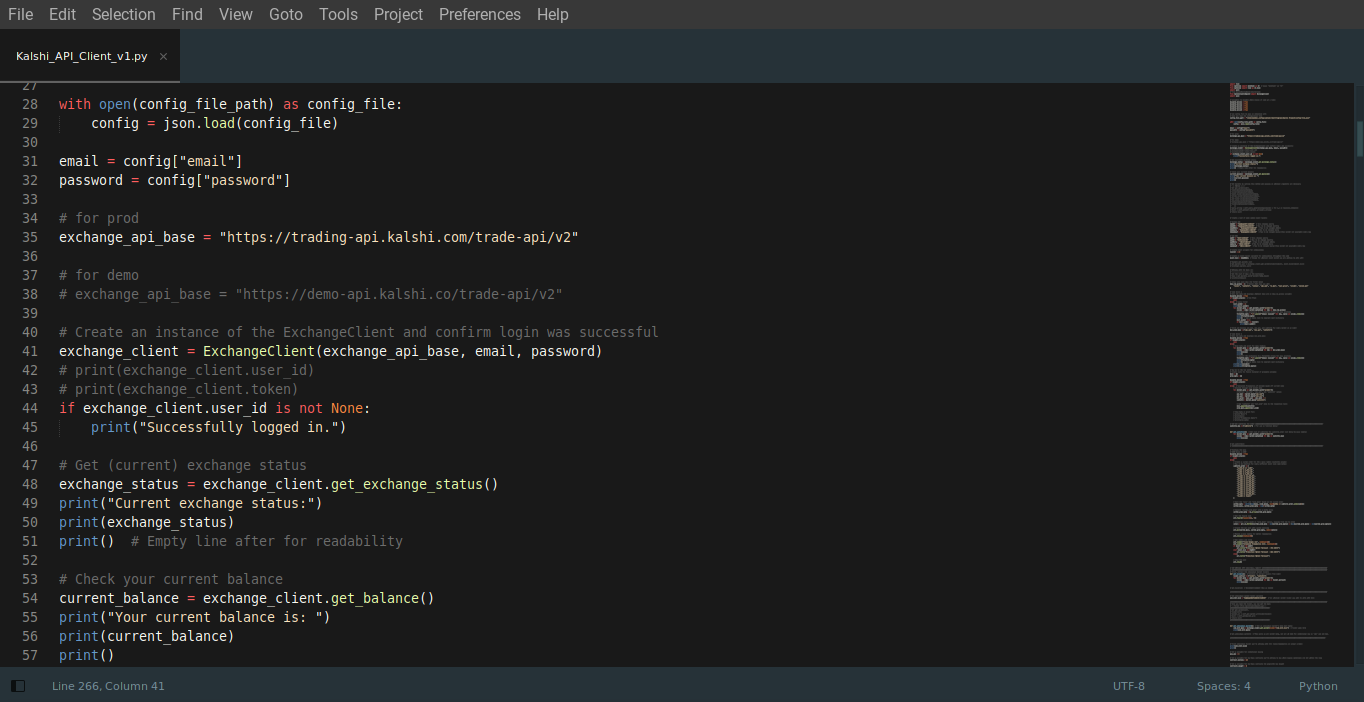 File Edit Selection Find View Goto Tools Project Preferences Help
Kalshi_API_Client_v1.py ×
27
28 with open(config_file_path) as config_file:
29     config = json.load(config_file)
30
31 email = config["email"]
32 password = config["password"]
33
34 # for prod
35 exchange_api_base = "https://trading-api.kalshi.com/trade-api/v2"
36
37 # for demo
38 # exchange_api_base = "https://demo-api.kalshi.co/trade-api/v2"
39
40 # Create an instance of the ExchangeClient and confirm login was successful
41 exchange_client = ExchangeClient(exchange_api_base, email, password)
42 # print(exchange_client.user_id)
43 # print(exchange_client.token)
44 if exchange_client.user_id is not None:
45     print("Successfully logged in.")
46
47 # Get (current) exchange status
48 exchange_status = exchange_client.get_exchange_status()
49 print("Current exchange status:")
50 print(exchange_status)
51 print()  # Empty line after for readability
52
53 # Check your current balance
54 current_balance = exchange_client.get_balance()
55 print("Your current balance is: ")
56 print(current_balance)
57 print()
Line 266, Column 41 UTF-8 Spaces: 4 Python